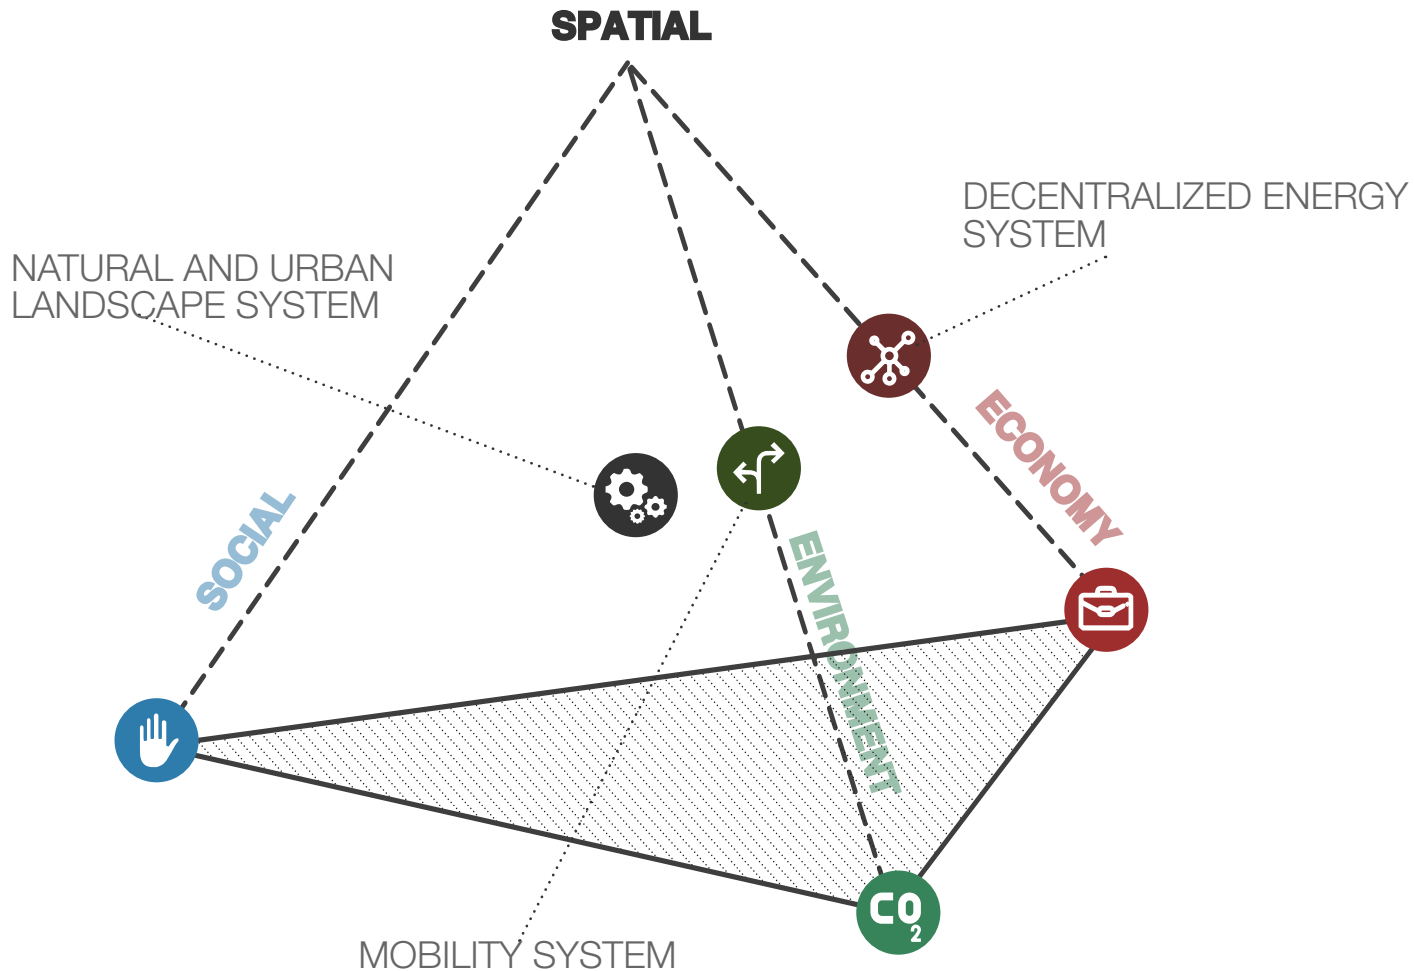 SPATIAL
DECENTRALIZED ENERGY
SYSTEM
NATURAL AND URBAN
LANDSCAPE SYSTEM
ECONOMY
SOCIAL
ENVIRONMENT
CO2
MOBILITY SYSTEM